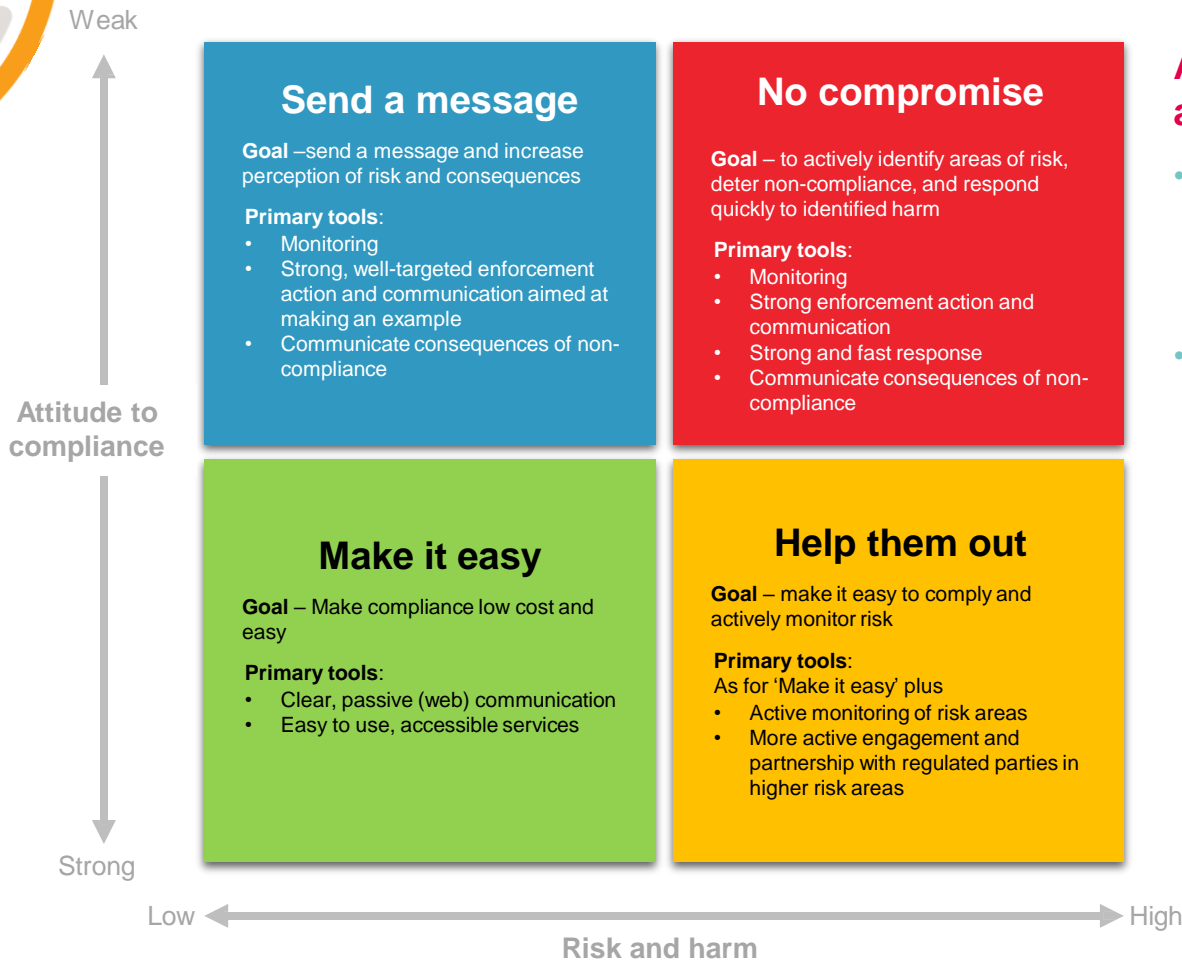 Weak
Send a message
Goal –send a message and increase
perception of risk and consequences
Primary tools:
• Monitoring
• Strong, well-targeted enforcement
action and communication aimed at
making an example
• Communicate consequences of non-
compliance
No compromise
Goal – to actively identify areas of risk,
deter non-compliance, and respond
quickly to identified harm
Primary tools:
• Monitoring
• Strong enforcement action and
communication
• Strong and fast response
• Communicate consequences of non-
compliance
Attitude to
compliance
Make it easy
Goal – Make compliance low cost and
easy
Primary tools:
• Clear, passive (web) communication
• Easy to use, accessible services
Help them out
Goal – make it easy to comply and
actively monitor risk
Primary tools:
As for ‘Make it easy’ plus
• Active monitoring of risk areas
• More active engagement and
partnership with regulated parties in
higher risk areas
Strong
Low
High
Risk and harm